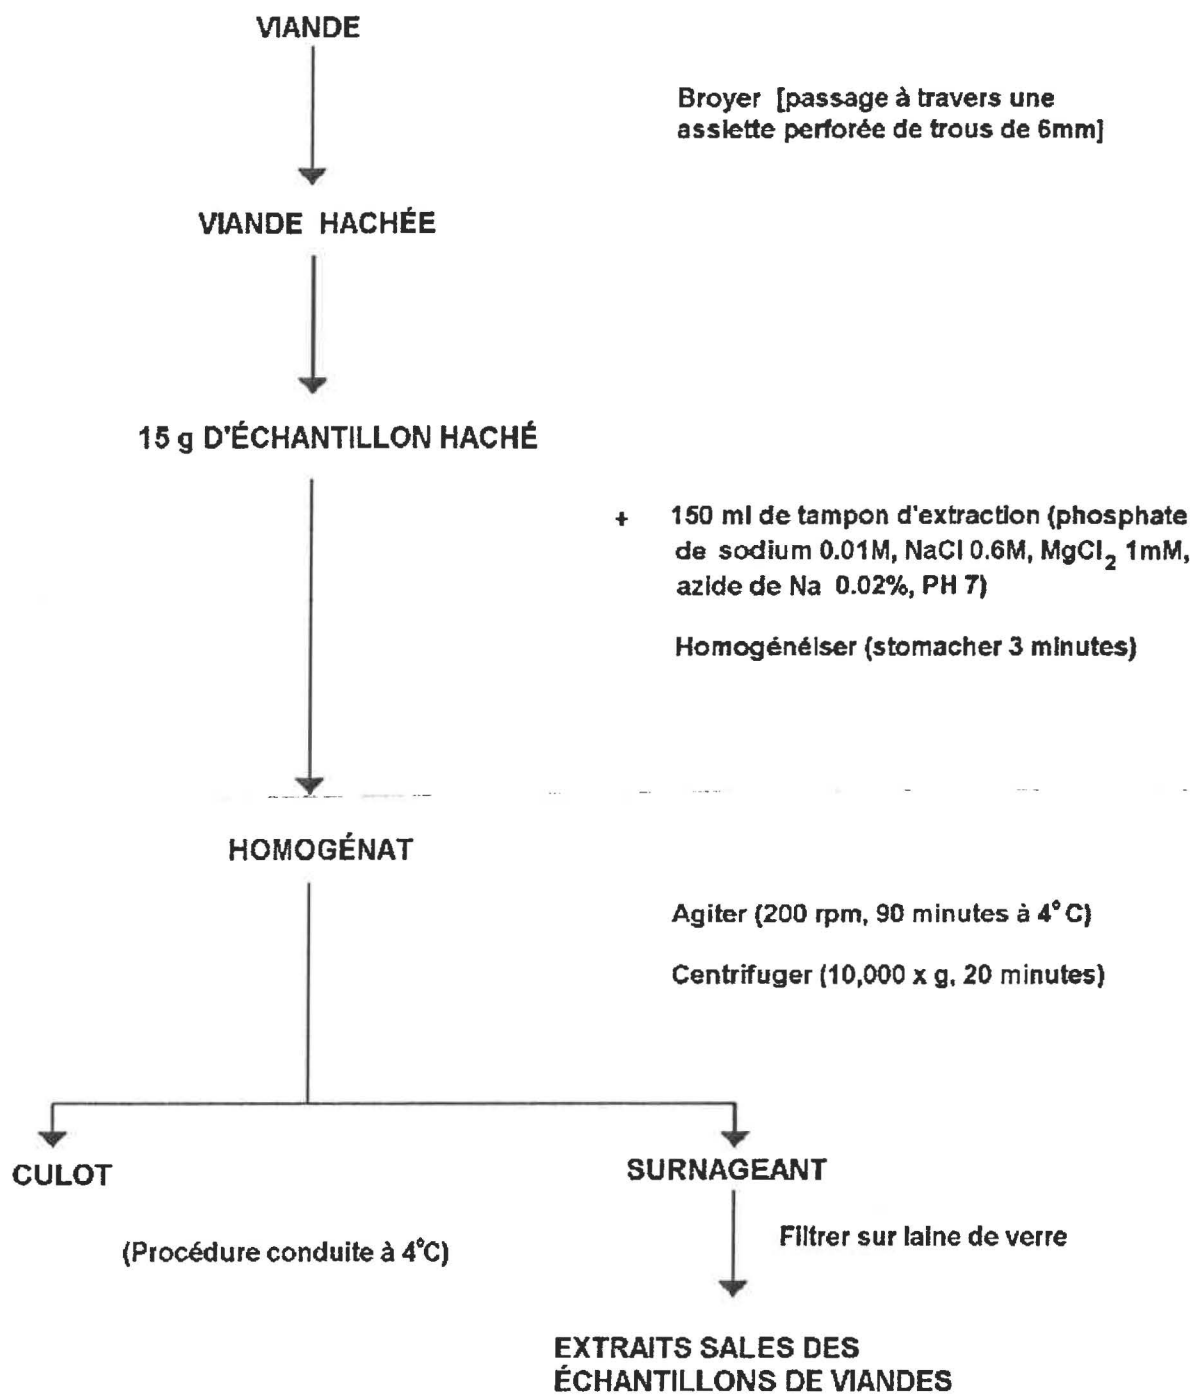 VIANDE
Broyer [passage à travers une
assiette perforée de trous de 6mm]
VIANDE HACHÉE
15 g D'ÉCHANTILLON HACHÉ
+ 150 ml de tampon d'extraction (phosphate
de sodium 0.01M, NaCl 0.6M, MgCl₂ 1mM,
azide de Na 0.02%, PH 7)
Homogénéiser (stomacher 3 minutes)
HOMOGÉNAT
Agiter (200 rpm, 90 minutes à 4°C)
Centrifuger (10,000 x g, 20 minutes)
CULOT
SURNAGEANT
(Procédure conduite à 4°C)
Filtrer sur laine de verre
EXTRAITS SALES DES
ÉCHANTILLONS DE VIANDES